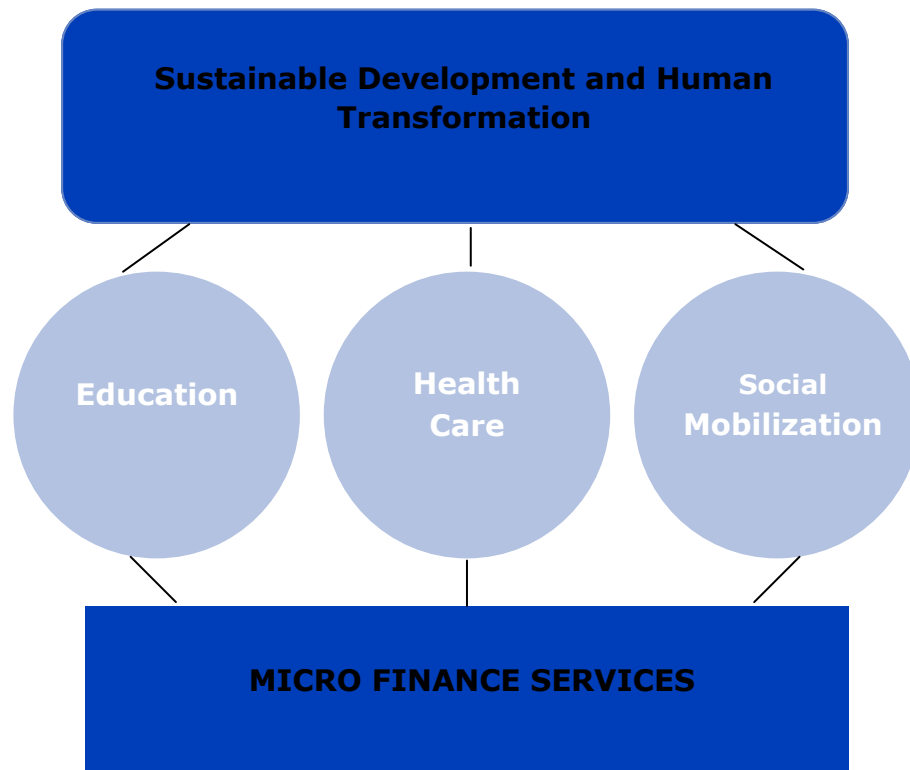 Sustainable Development and Human
Transformation
Education
Health
Care
Social
Mobilization
MICRO FINANCE SERVICES